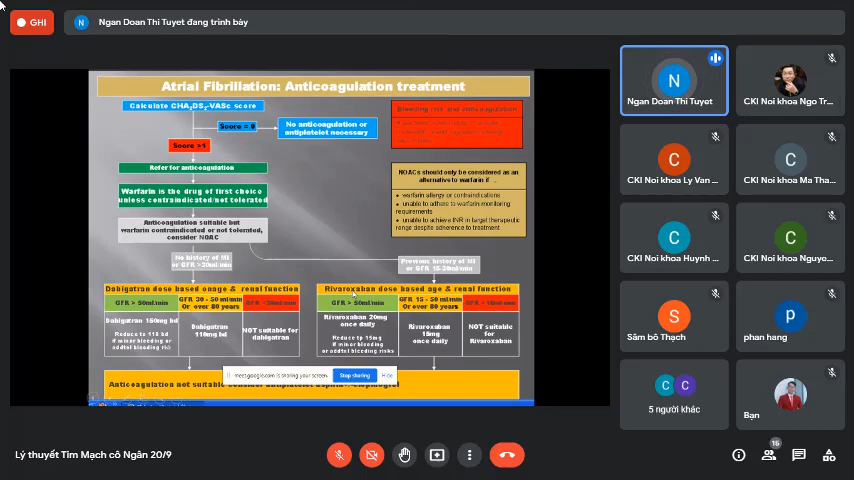 GHI
N
Ngan Doan Thi Tuyet đang trình bày
Atrial Fibrillation: Anticoagulation treatment
Calculate CHA2DS2-VASc score
Score = 0
No anticoagulation or
antiplatelet necessary
Score >1
Refer for anticoagulation
Warfarin is the drug of first choice
unless contraindicated/not tolerated
Anticoagulation suitable but
warfarin contraindicated or not tolerated,
consider NOAC
Bleeding risk and anticoagulation
NOACs should only be considered as an
alternative to warfarin if ...
• warfarin allergy or contraindications
• unable to adhere to warfarin monitoring
requirements
• unable to achieve INR in target therapeutic
range despite adherence to treatment
No history of MI
or GFR >30ml/min
Previous history of MI
or GFR 15-30ml/min
Dabigatran dose based onage & renal function
GFR > 50ml/min
GFR 30 - 50 ml/min
Or over 80 years
GFR <30ml/min
Dabigatran 150mg bd
Reduce to 110 bd
if minor bleeding or
addtnl bleeding risk
Dabigatran
110mg bd
NOT suitable for
dabigatran
Rivaroxaban dose based age & renal function
GFR > 50ml/min
GFR 15 - 50 ml/min
Or over 80 years
GFR <15ml/min
Rivaroxaban 20mg
once daily
Reduce tp 15mg
if minor bleeding
or addtnl bleeding risks
Rivaroxaban
15mg
once daily
NOT suitable for
Rivaroxaban
Anticoagulation not suitable consider antiplatelet
meet.google.com is sharing your screen.
Stop sharing
Hide
N
Ngan Doan Thi Tuyet
CKI Noi khoa Ngo Tr...
C
CKI Noi khoa Ly Van ...
C
CKI Noi khoa Ma Tha...
C
CKI Noi khoa Huynh ...
C
CKI Noi khoa Nguye...
S
Sâm bô Thạch
p
phan hang
C
C
5 người khác
Bạn
Lý thuyết Tim Mạch cô Ngân 20/9
15